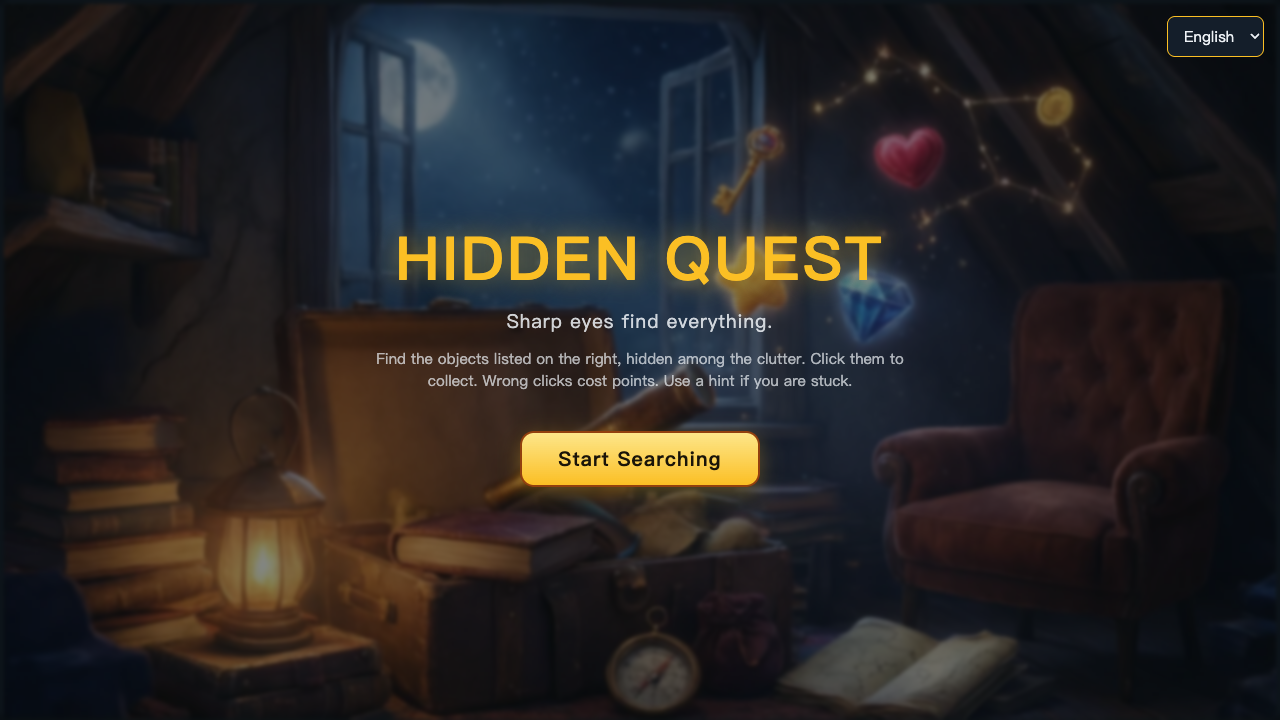 English
HIDDEN QUEST
Sharp eyes find everything.
Find the objects listed on the right, hidden among the clutter. Click them to
collect. Wrong clicks cost points. Use a hint if you are stuck.
Start Searching